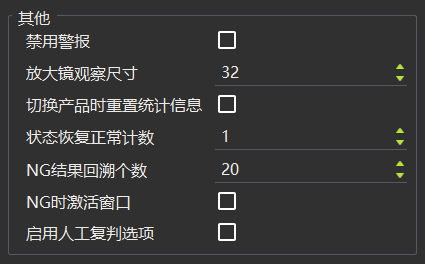 其他
禁用警报
放大镜观察尺寸 32
切换产品时重置统计信息
状态恢复正常计数 1
NG结果回溯个数 20
NG时激活窗口
启用人工复判选项